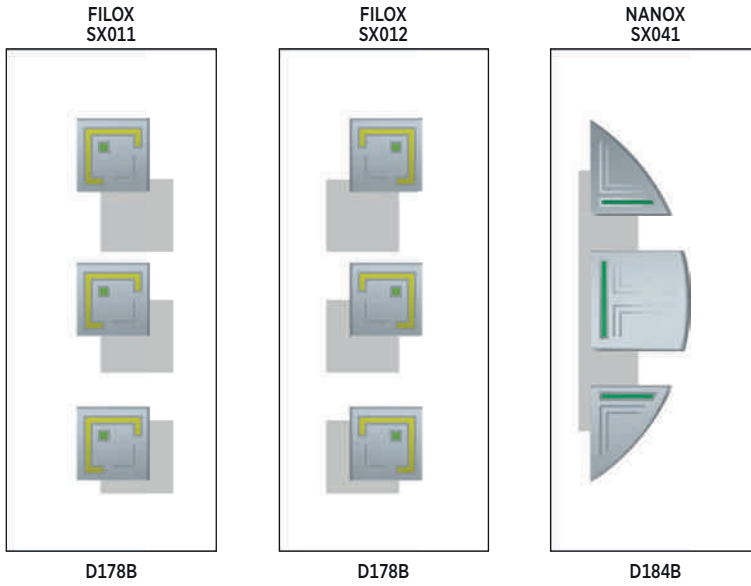 FILOX
SX011
FILOX
SX012
NANOX
SX041
D178B
D178B
D184B